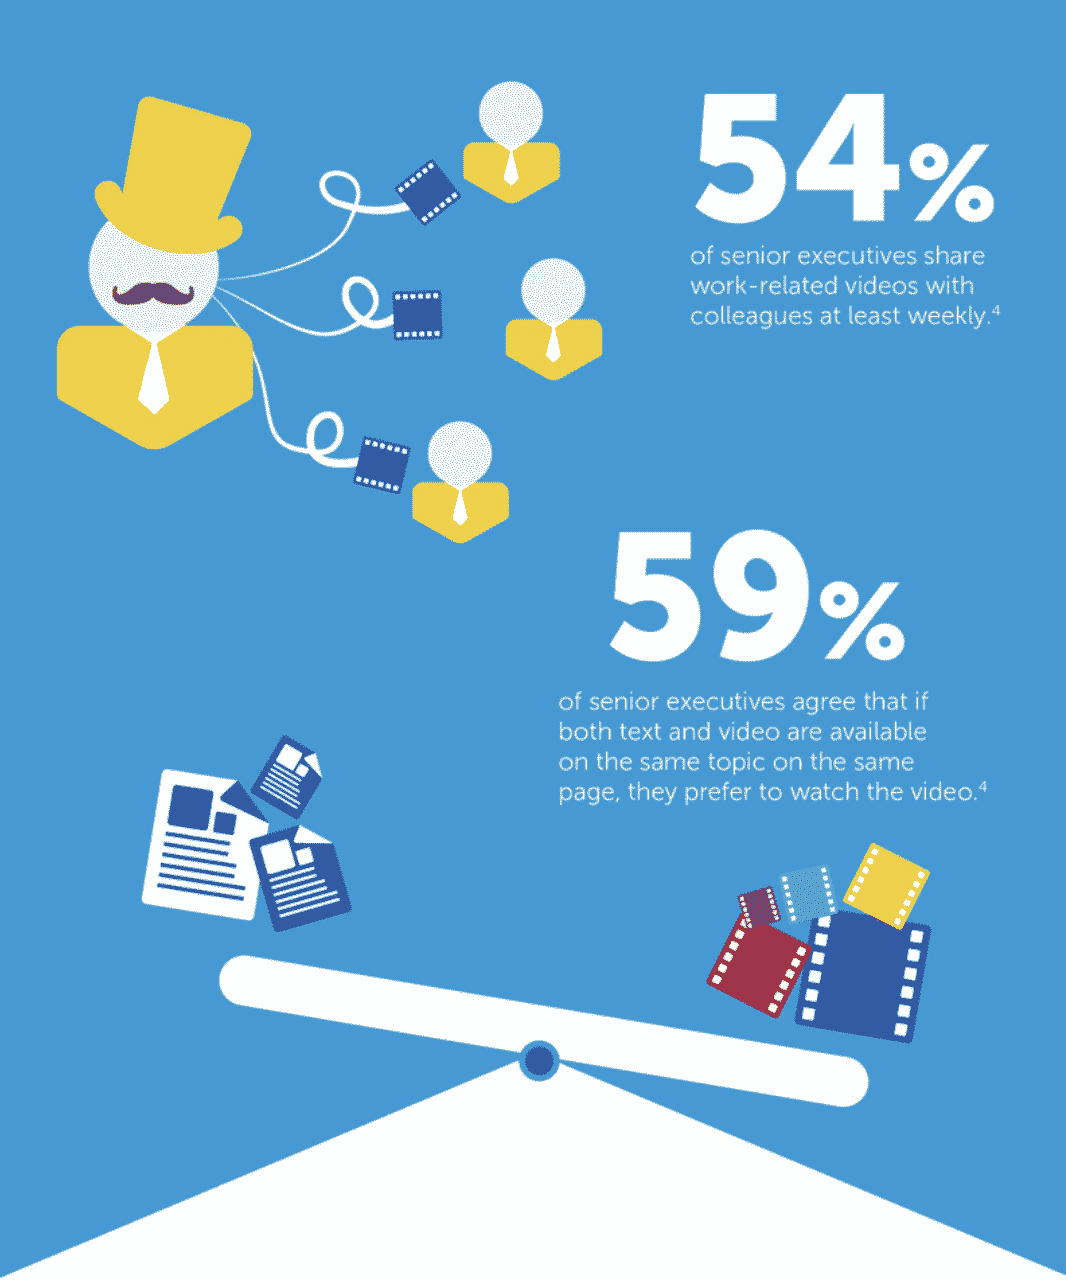 54%
of senior executives share
work-related videos with
colleagues at least weekly.4
59%
of senior executives agree that if
both text and video are available
on the same topic on the same
page, they prefer to watch the video.4